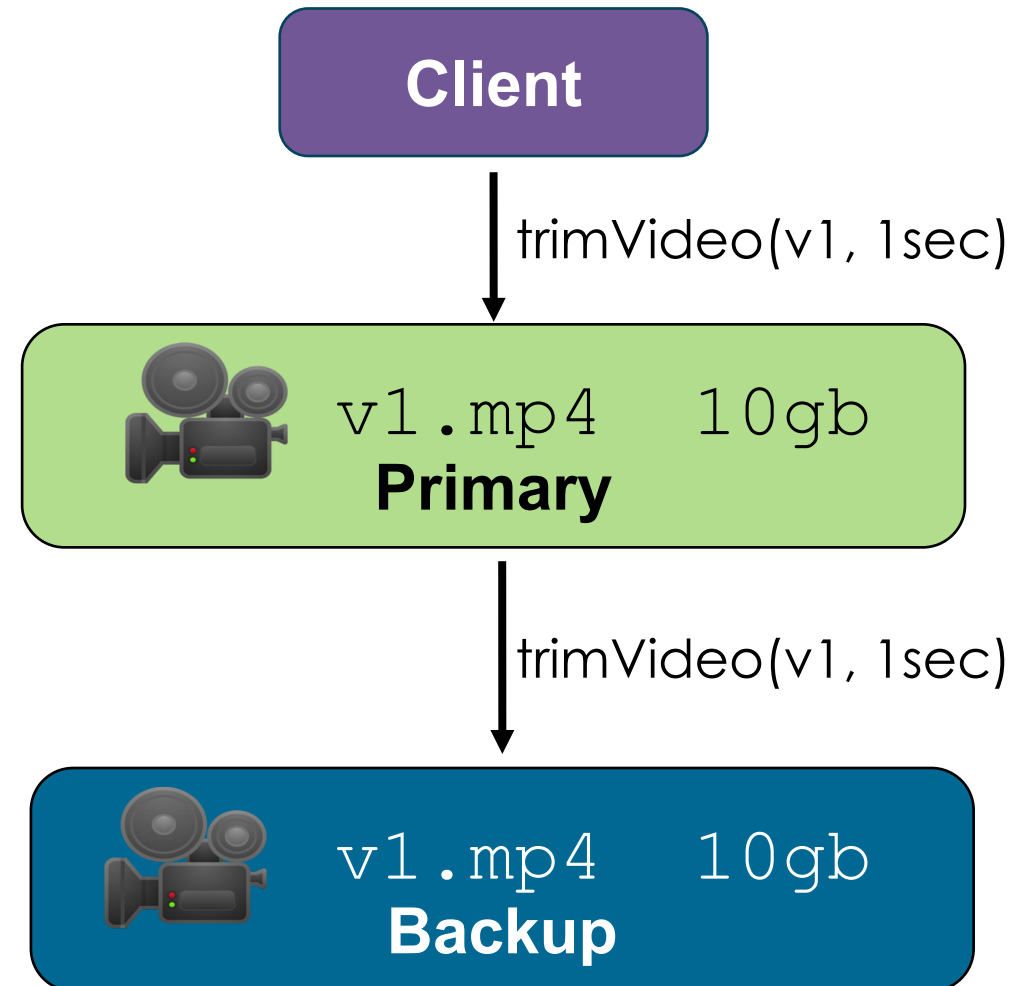 Client
trimVideo(v1, 1sec)
v1.mp4 10gb
Primary
trimVideo(v1, 1sec)
v1.mp4 10gb
Backup